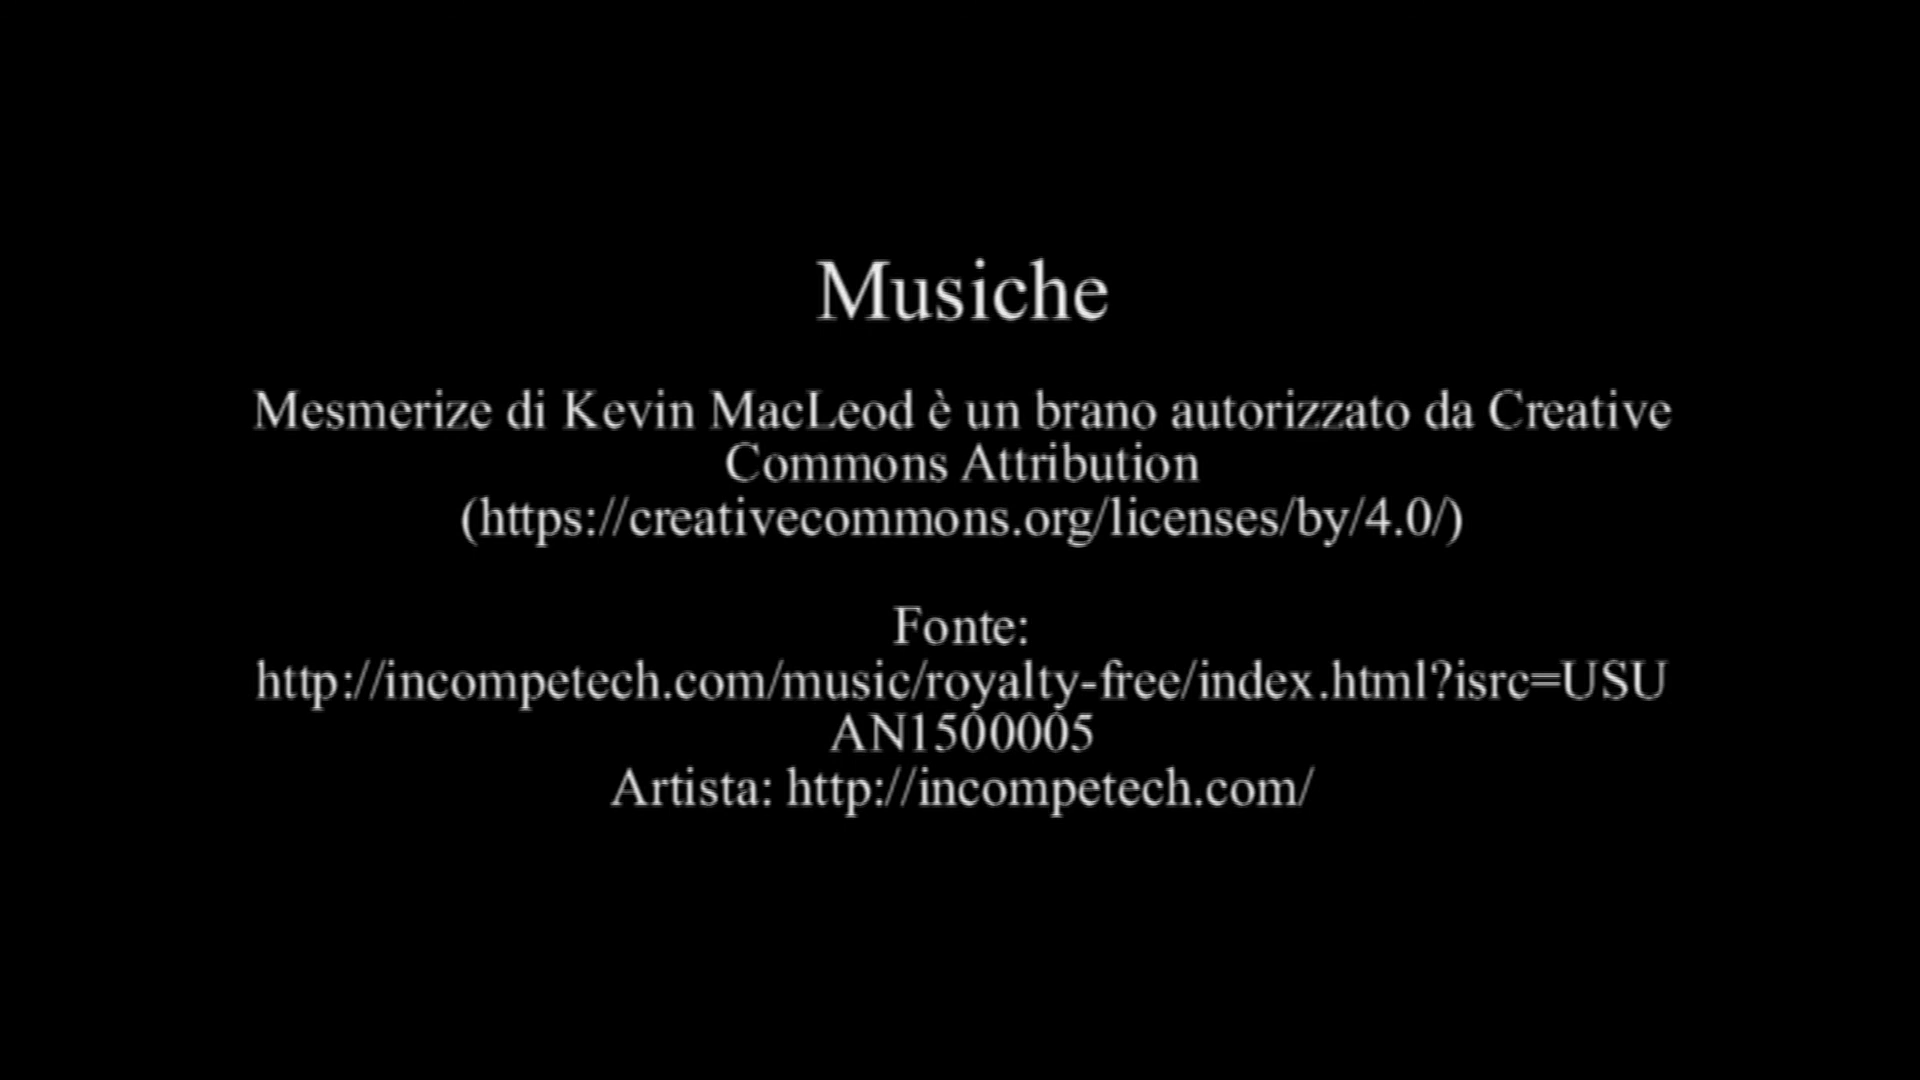 Musiche
Mesmerize di Kevin MacLeod è un brano autorizzato da Creative
Commons Attribution
(https://creativecommons.org/licenses/by/4.0/)
Fonte:
http://incompetech.com/music/royalty-free/index.html?isrc=USU
AN1500005
Artista: http://incompetech.com/